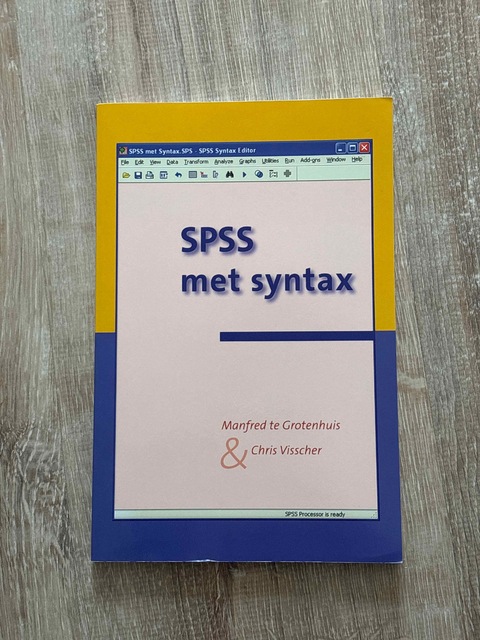 SPSS met Syntax.SPS - SPSS Syntax Editor
File Edit View Data Transform Analyze Graphs Utilities Run Add-gns Window Help
SPSS
met syntax
Manfred te Grotenhuis
& Chris Visscher
SPSS Processor is ready